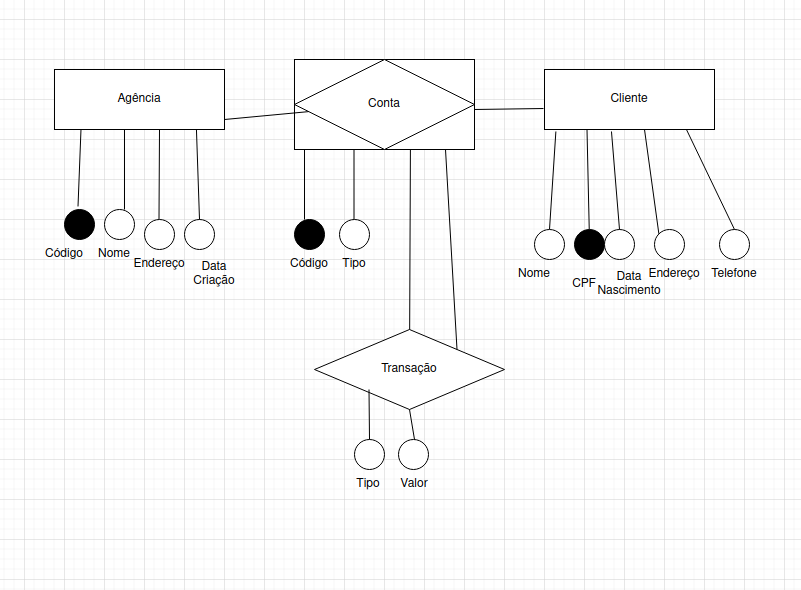 Agência
Conta
Cliente
Código
Nome
Endereço
Data
Criação
Código
Tipo
Nome
CPF
Data
Nascimento
Endereço
Telefone
Transação
Tipo
Valor